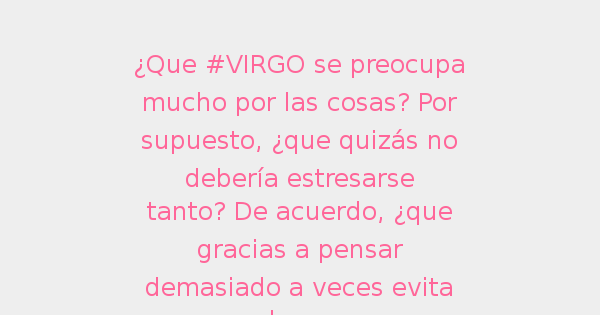 ¿Que #VIRGO se preocupa
mucho por las cosas? Por
supuesto, ¿que quizás no
debería estresarse
tanto? De acuerdo, ¿que
gracias a pensar
demasiado a veces evita